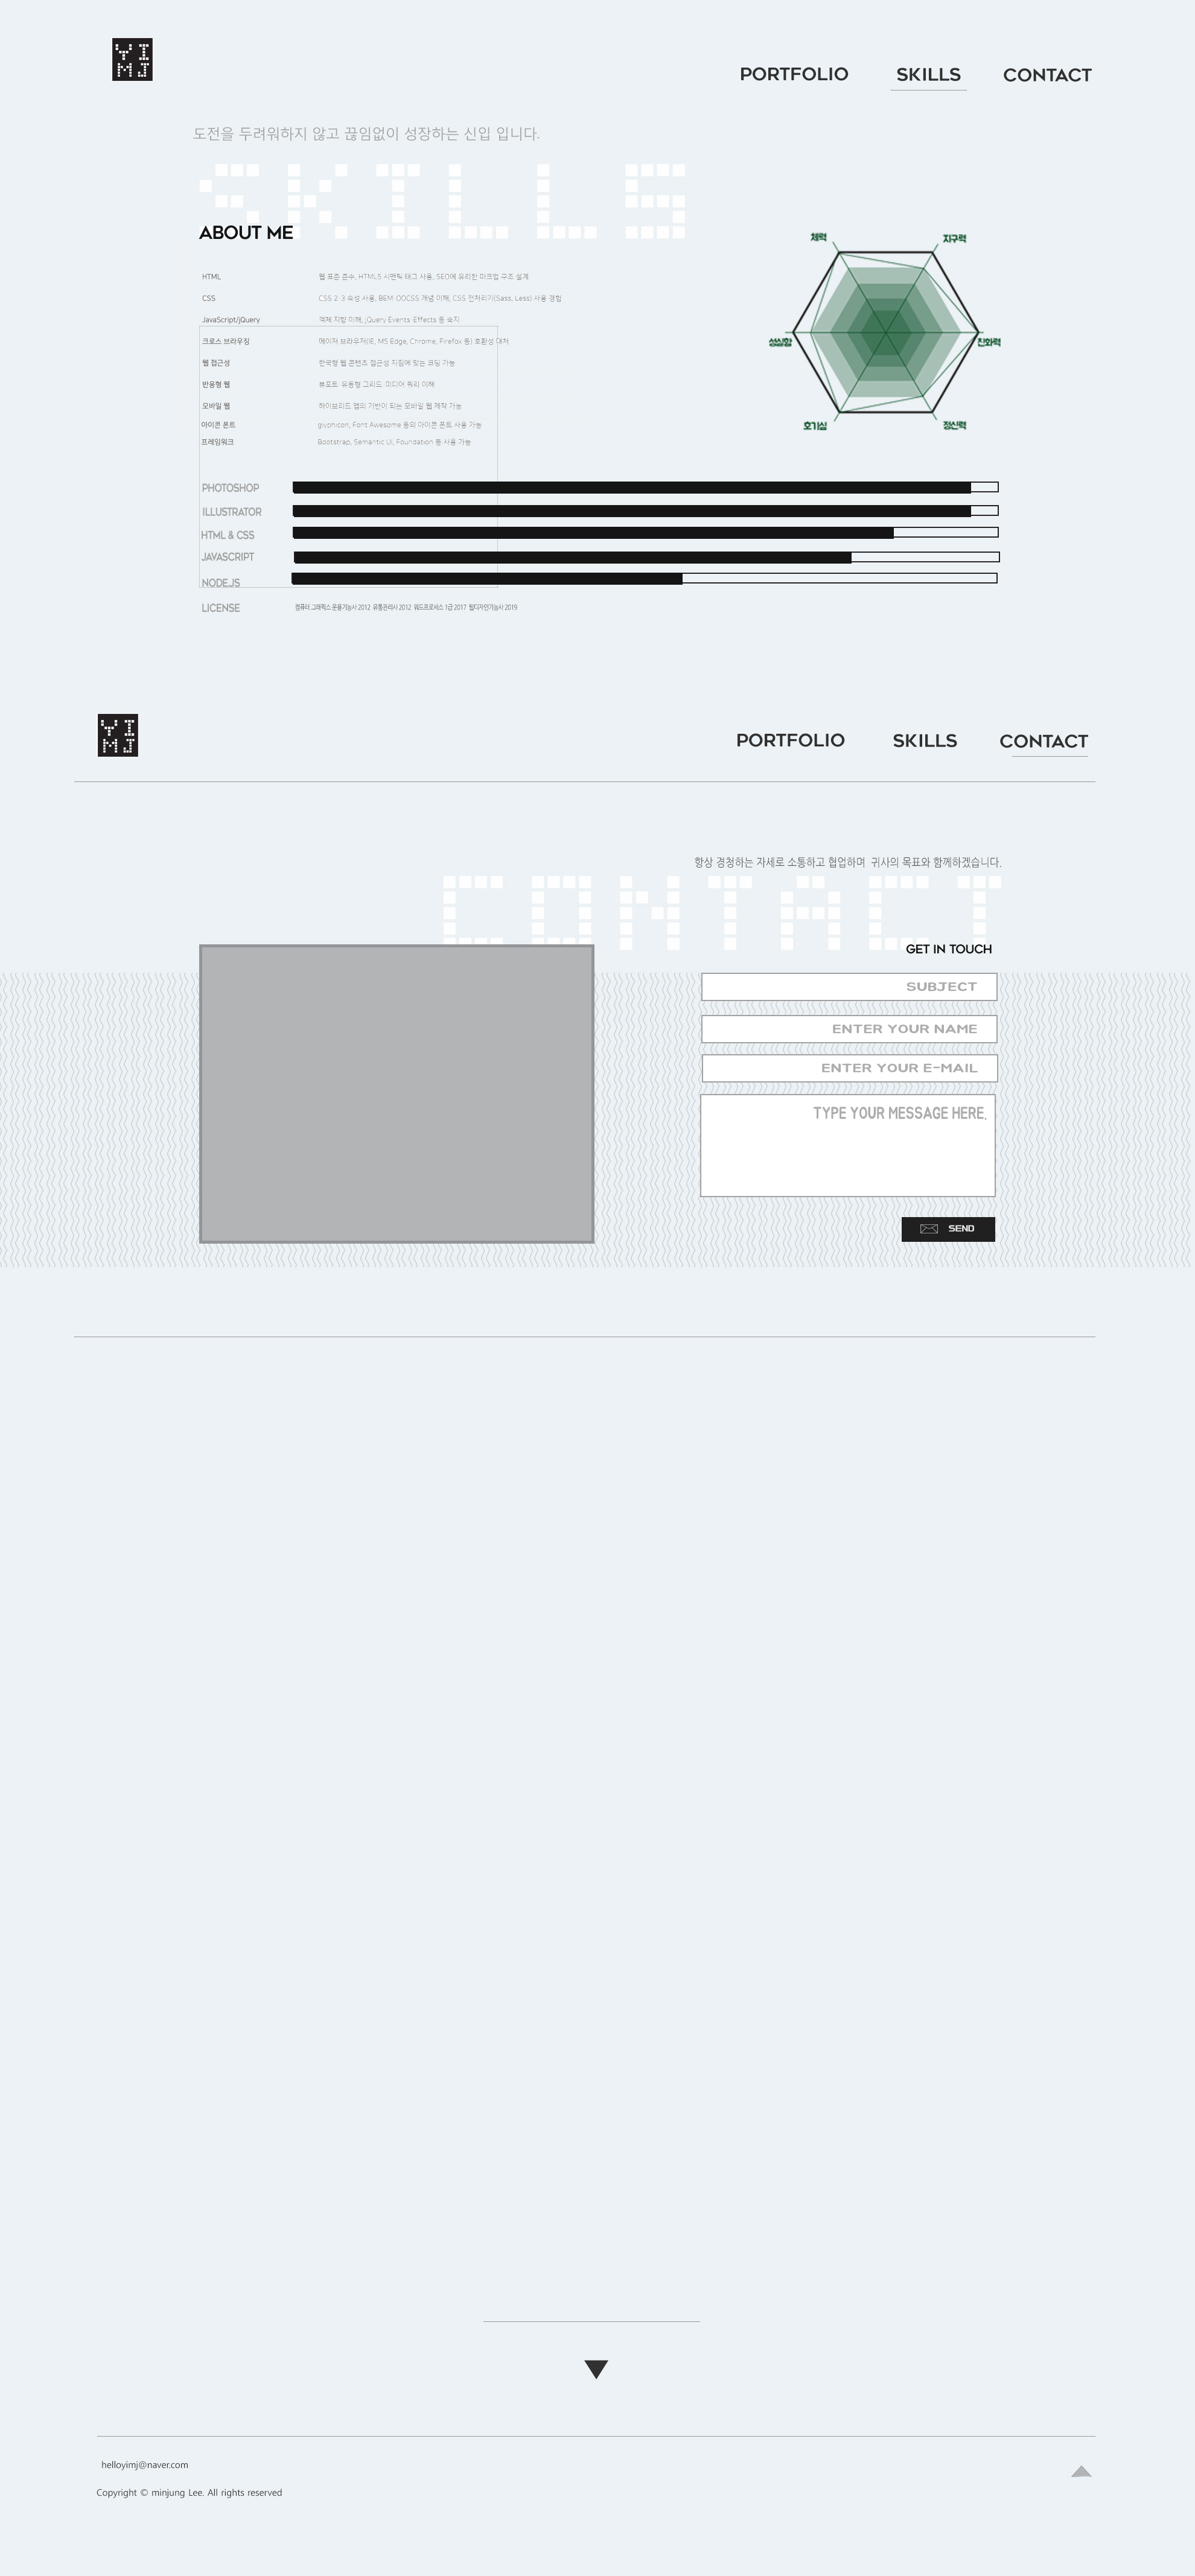 YI
MJ
PORTFOLIO SKILLS CONTACT
도전을 두려워하지 않고 끊임없이 성장하는 신입 입니다.
SKILLS
ABOUT ME
HTML 웹 표준 준수, HTML5 시맨틱 태그 사용, SEO에 유리한 마크업 구조 설계
CSS CSS 2·3 속성 사용, BEM·OOCSS 개념 이해, CSS 전처리기(Sass, Less) 사용 경험
JavaScript/jQuery 객체 지향 이해, jQuery Events·Effects 등 숙지
크로스 브라우징 메이저 브라우저(IE, MS Edge, Chrome, Firefox 등) 호환성 대처
웹 접근성 한국형 웹 콘텐츠 접근성 지침에 맞는 코딩 가능
반응형 웹 뷰포트·유동형 그리드·미디어 쿼리 이해
모바일 웹 하이브리드 앱의 기반이 되는 모바일 웹 제작 가능
아이콘 폰트 glyphicon, Font Awesome 등의 아이콘 폰트 사용 가능
프레임워크 Bootstrap, Semantic UI, Foundation 등 사용 가능
체력 지구력
성실함 친화력
호기심 정신력
PHOTOSHOP
ILLUSTRATOR
HTML & CSS
JAVASCRIPT
NODEJS
LICENSE 컴퓨터 그래픽스 운용기능사 2012 유통관리사 2012 워드프로세스 1급 2017 웹디자인기능사 2019
YI
MJ
PORTFOLIO SKILLS CONTACT
항상 경청하는 자세로 소통하고 협업하며 귀사의 목표와 함께하겠습니다.
CONTACT
GET IN TOUCH
SUBJECT
ENTER YOUR NAME
ENTER YOUR E-MAIL
TYPE YOUR MESSAGE HERE.
SEND
helloyimj@naver.com
Copyright © minjung Lee. All rights reserved